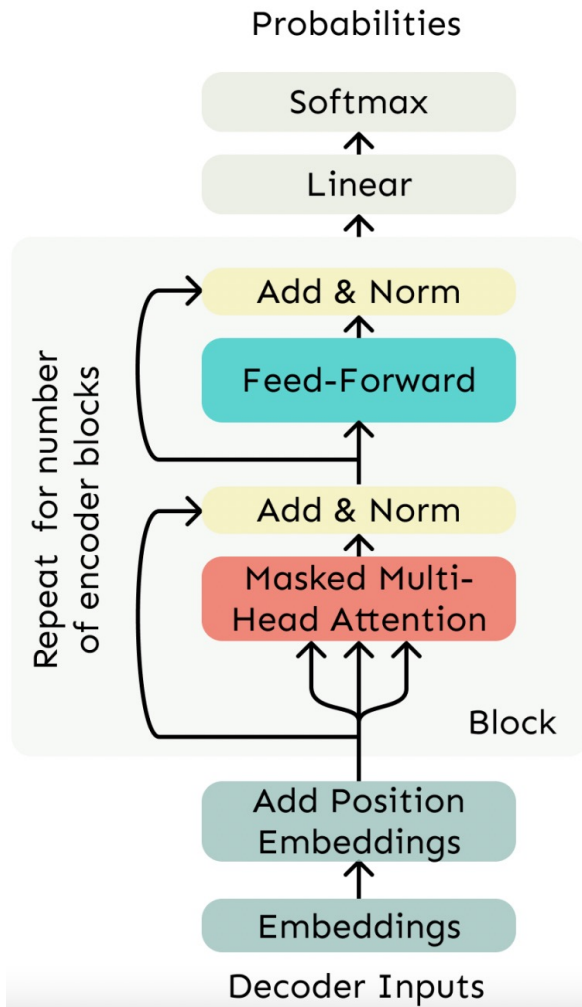 Probabilities
Softmax
Linear
Add & Norm
Feed-Forward
Add & Norm
Masked Multi-
Head Attention
Repeat for number
of encoder blocks
Block
Add Position
Embeddings
Embeddings
Decoder Inputs